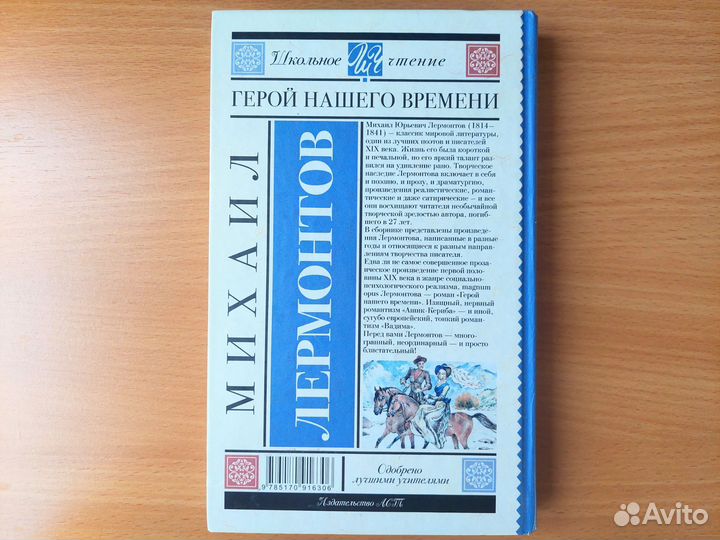 Школьное чтение
ГЕРОЙ НАШЕГО ВРЕМЕНИ
МИХАИЛ
ЛЕРМОНТОВ
Михаил Юрьевич Лермонтов (1814–
1841) — классик мировой литературы,
один из лучших поэтов и писателей
XIX века. Жизнь его была короткой
и печальной, но его яркий талант раз-
вился на удивление рано. Творческое
наследие Лермонтова включает в себя
и поэзию, и прозу, и драматургию,
произведения реалистические, роман-
тические и даже сатирические — и все
они восхищают читателя необычайной
творческой зрелостью автора, погиб-
шего в 27 лет.
В сборнике представлены произведе-
ния Лермонтова, написанные в разные
годы и относящиеся к разным направ-
лениям творчества писателя.
Едва ли не самое совершенное проза-
ическое произведение первой поло-
вины XIX века в жанре социально-
психологического реализма, magnum
opus Лермонтова — роман «Герой
нашего времени». Изящный, нервный
романтизм «Ашик-Кериба» — и иной,
сугубо европейский, тонкий роман-
тизм «Вадима».
Перед вами Лермонтов — много-
гранный, неординарный — и просто
блистательный!
9 785170 916306
Одобрено
лучшими учителями
Издательство АСТ
Avito